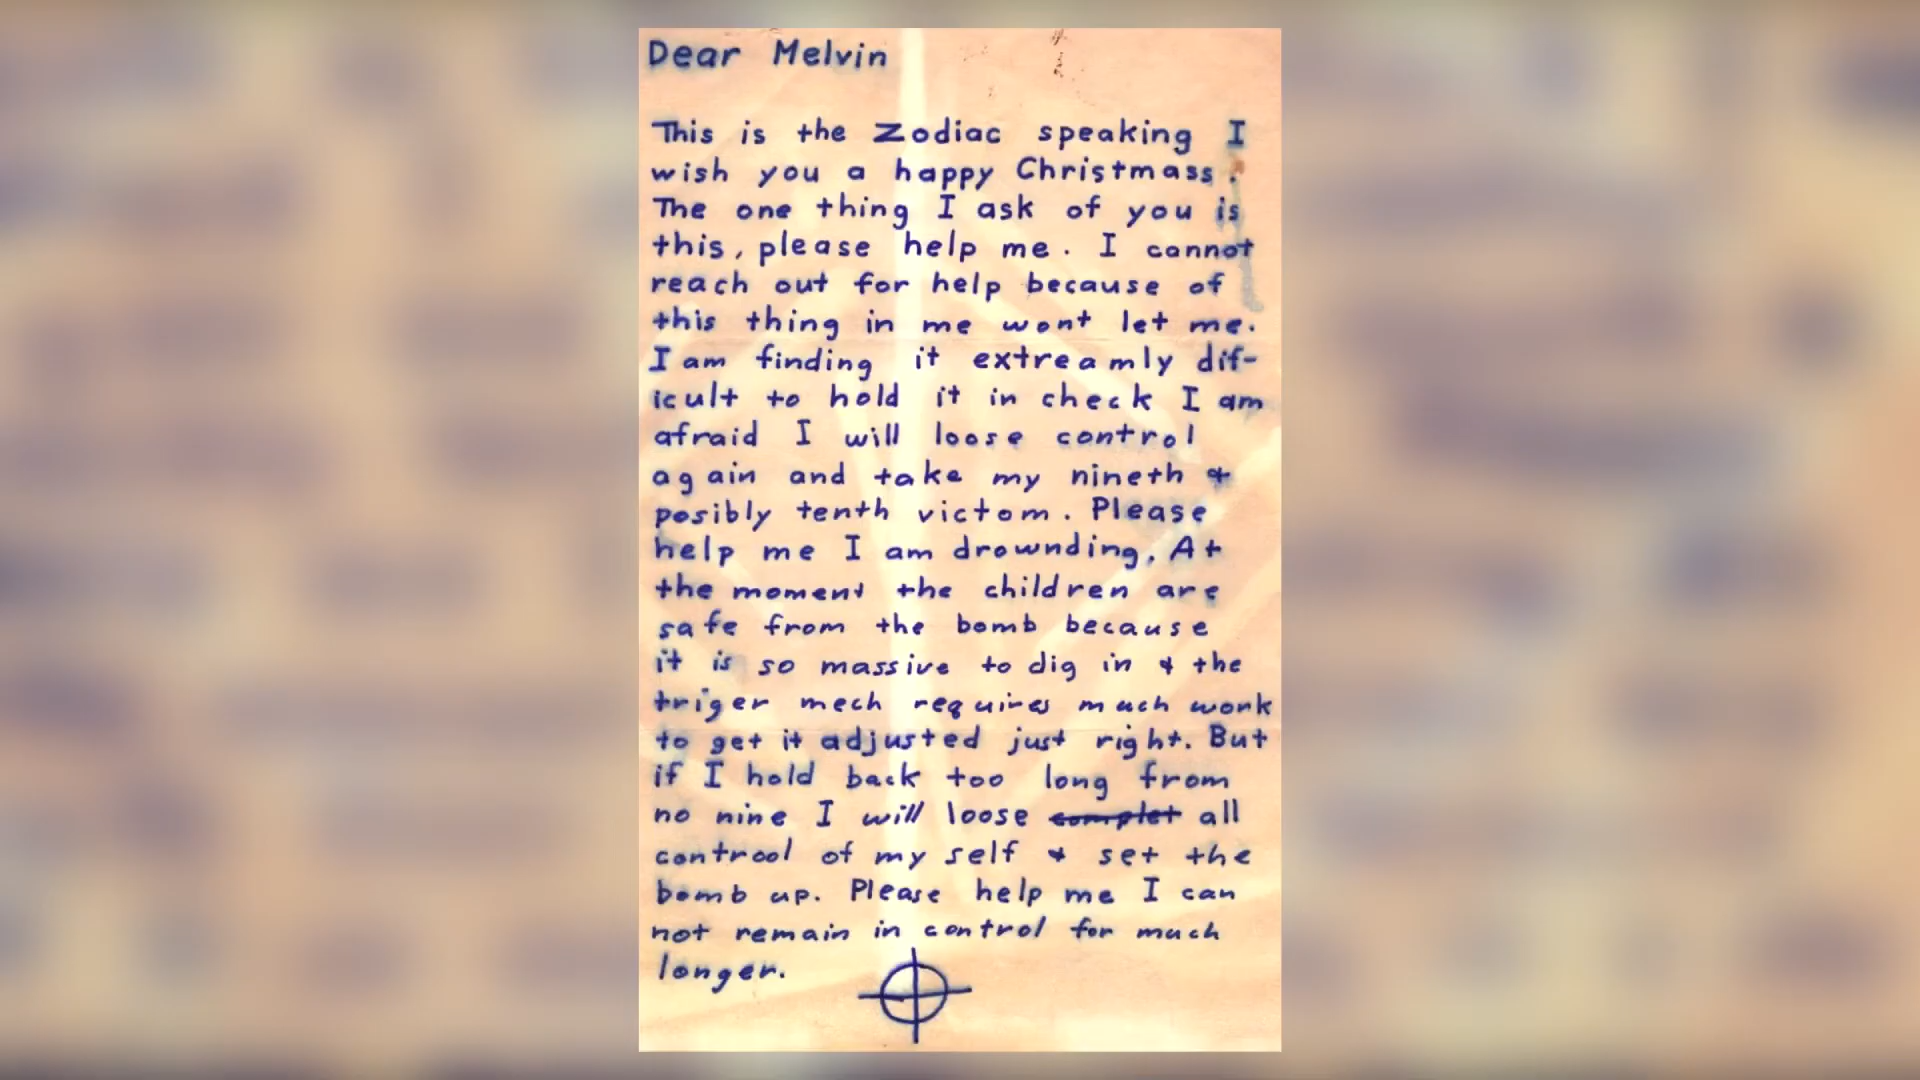 Dear Melvin
This is the Zodiac speaking I
wish you a happy Christmass.
The one thing I ask of you is
this, please help me. I cannot
reach out for help because of
this thing in me wont let me.
I am finding it extreamly dif-
icult to hold it in check I am
afraid I will loose control
again and take my nineth &
posibly tenth victom. Please
help me I am drownding. At
the moment the children are
safe from the bomb because
it is so massive to dig in & the
triger mech requires much work
to get it adjusted just right. But
if I hold back too long from
no nine I will loose complet all
controol of my self & set the
bomb up. Please help me I can
not remain in control for much
longer.